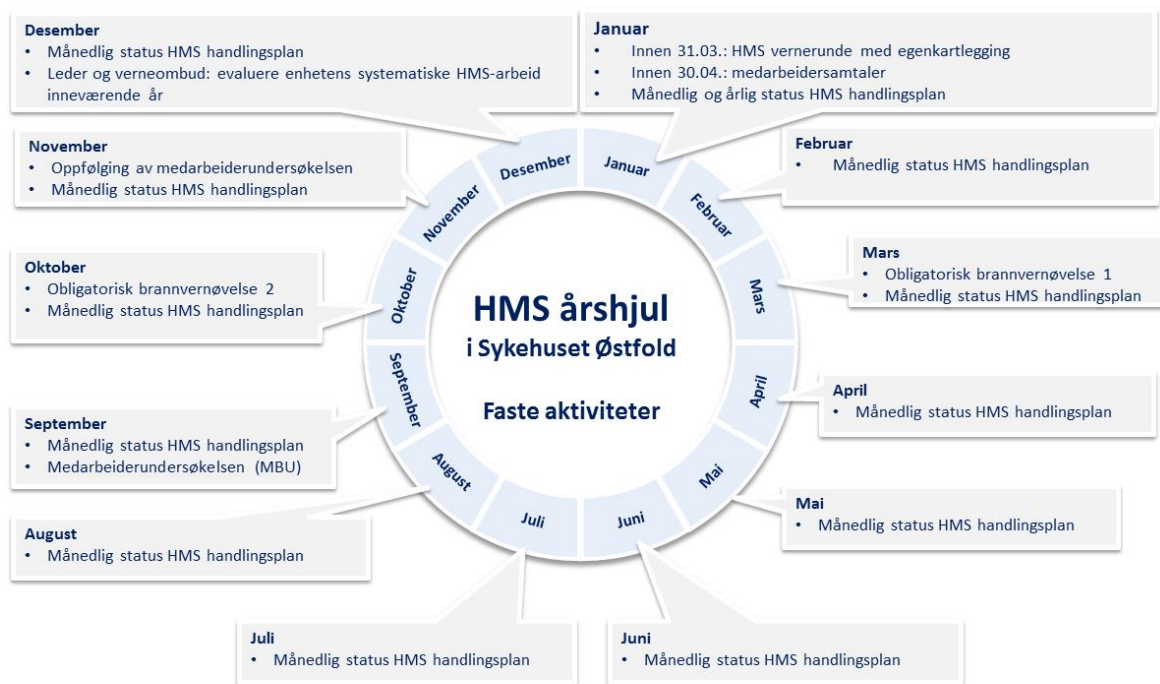 Desember
• Månedlig status HMS handlingsplan
• Leder og verneombud: evaluere enhetens systematiske HMS-arbeid
inneværende år
Januar
• Innen 31.03.: HMS vernerunde med egenkartlegging
• Innen 30.04.: medarbeidersamtaler
• Månedlig og årlig status HMS handlingsplan
November
• Oppfølging av medarbeiderundersøkelsen
• Månedlig status HMS handlingsplan
Februar
• Månedlig status HMS handlingsplan
Oktober
• Obligatorisk brannvernøvelse 2
• Månedlig status HMS handlingsplan
Mars
• Obligatorisk brannvernøvelse 1
• Månedlig status HMS handlingsplan
September
• Månedlig status HMS handlingsplan
• Medarbeiderundersøkelsen (MBU)
April
• Månedlig status HMS handlingsplan
August
• Månedlig status HMS handlingsplan
Mai
• Månedlig status HMS handlingsplan
Juli
• Månedlig status HMS handlingsplan
Juni
• Månedlig status HMS handlingsplan
Januar
Februar
Mars
April
Mai
Juni
Juli
August
September
Oktober
November
Desember
HMS årshjul
i Sykehuset Østfold
Faste aktiviteter